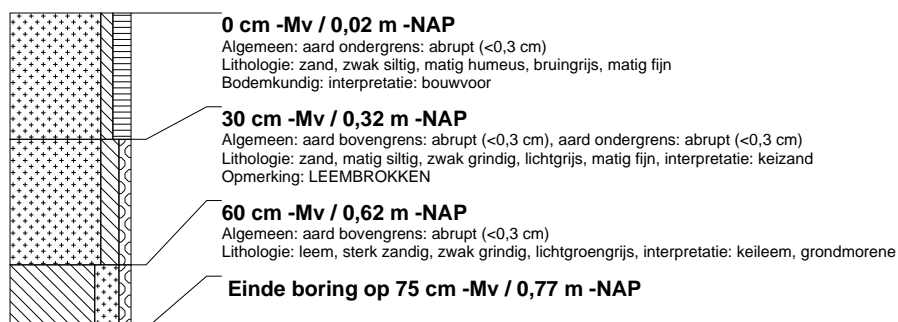 0 cm -Mv / 0,02 m -NAP
Algemeen: aard ondergrens: abrupt (<0,3 cm)
Lithologie: zand, zwak siltig, matig humeus, bruingrijs, matig fijn
Bodemkundig: interpretatie: bouwvoor
30 cm -Mv / 0,32 m -NAP
Algemeen: aard bovengrens: abrupt (<0,3 cm), aard ondergrens: abrupt (<0,3 cm)
Lithologie: zand, matig siltig, zwak grindig, lichtgrijs, matig fijn, interpretatie: keizand
Opmerking: LEEMBROKKEN
60 cm -Mv / 0,62 m -NAP
Algemeen: aard bovengrens: abrupt (<0,3 cm)
Lithologie: leem, sterk zandig, zwak grindig, lichtgroengrijs, interpretatie: keileem, grondmorene
Einde boring op 75 cm -Mv / 0,77 m -NAP